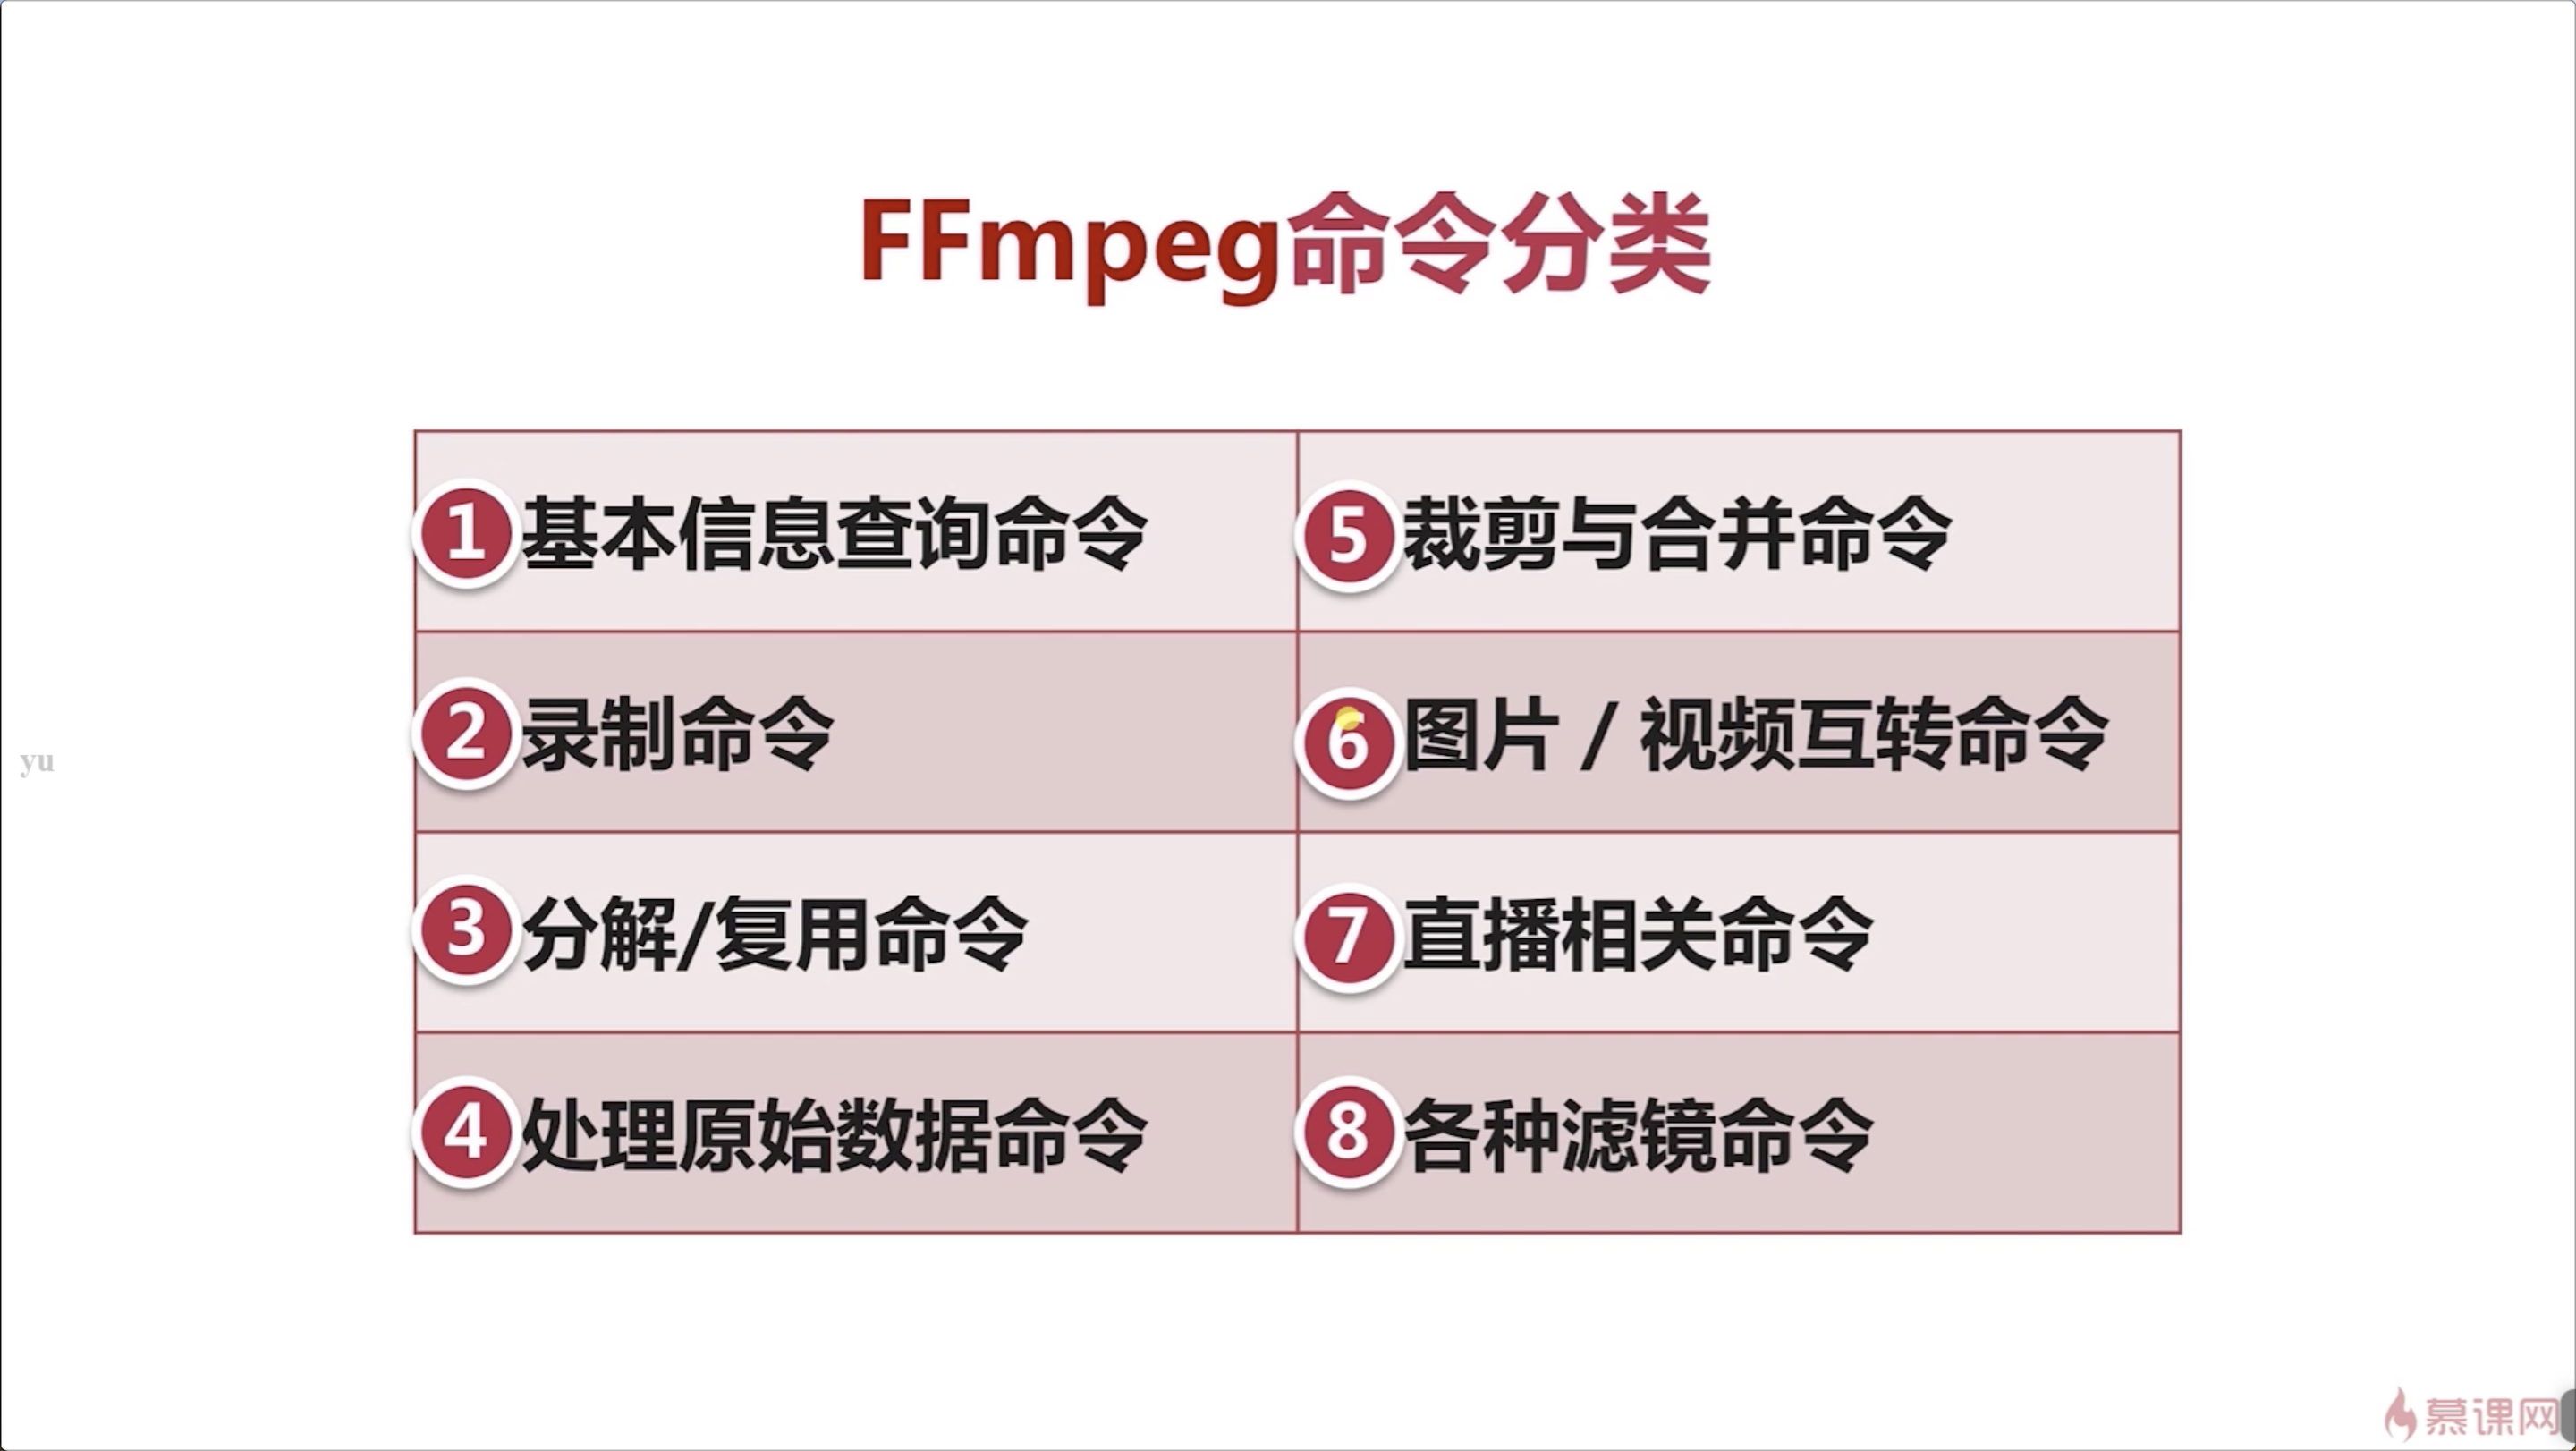 FFmpeg命令分类
1 基本信息查询命令
5 裁剪与合并命令
2 录制命令
6 图片 / 视频互转命令
yu
3 分解/复用命令
7 直播相关命令
4 处理原始数据命令
8 各种滤镜命令
慕课网